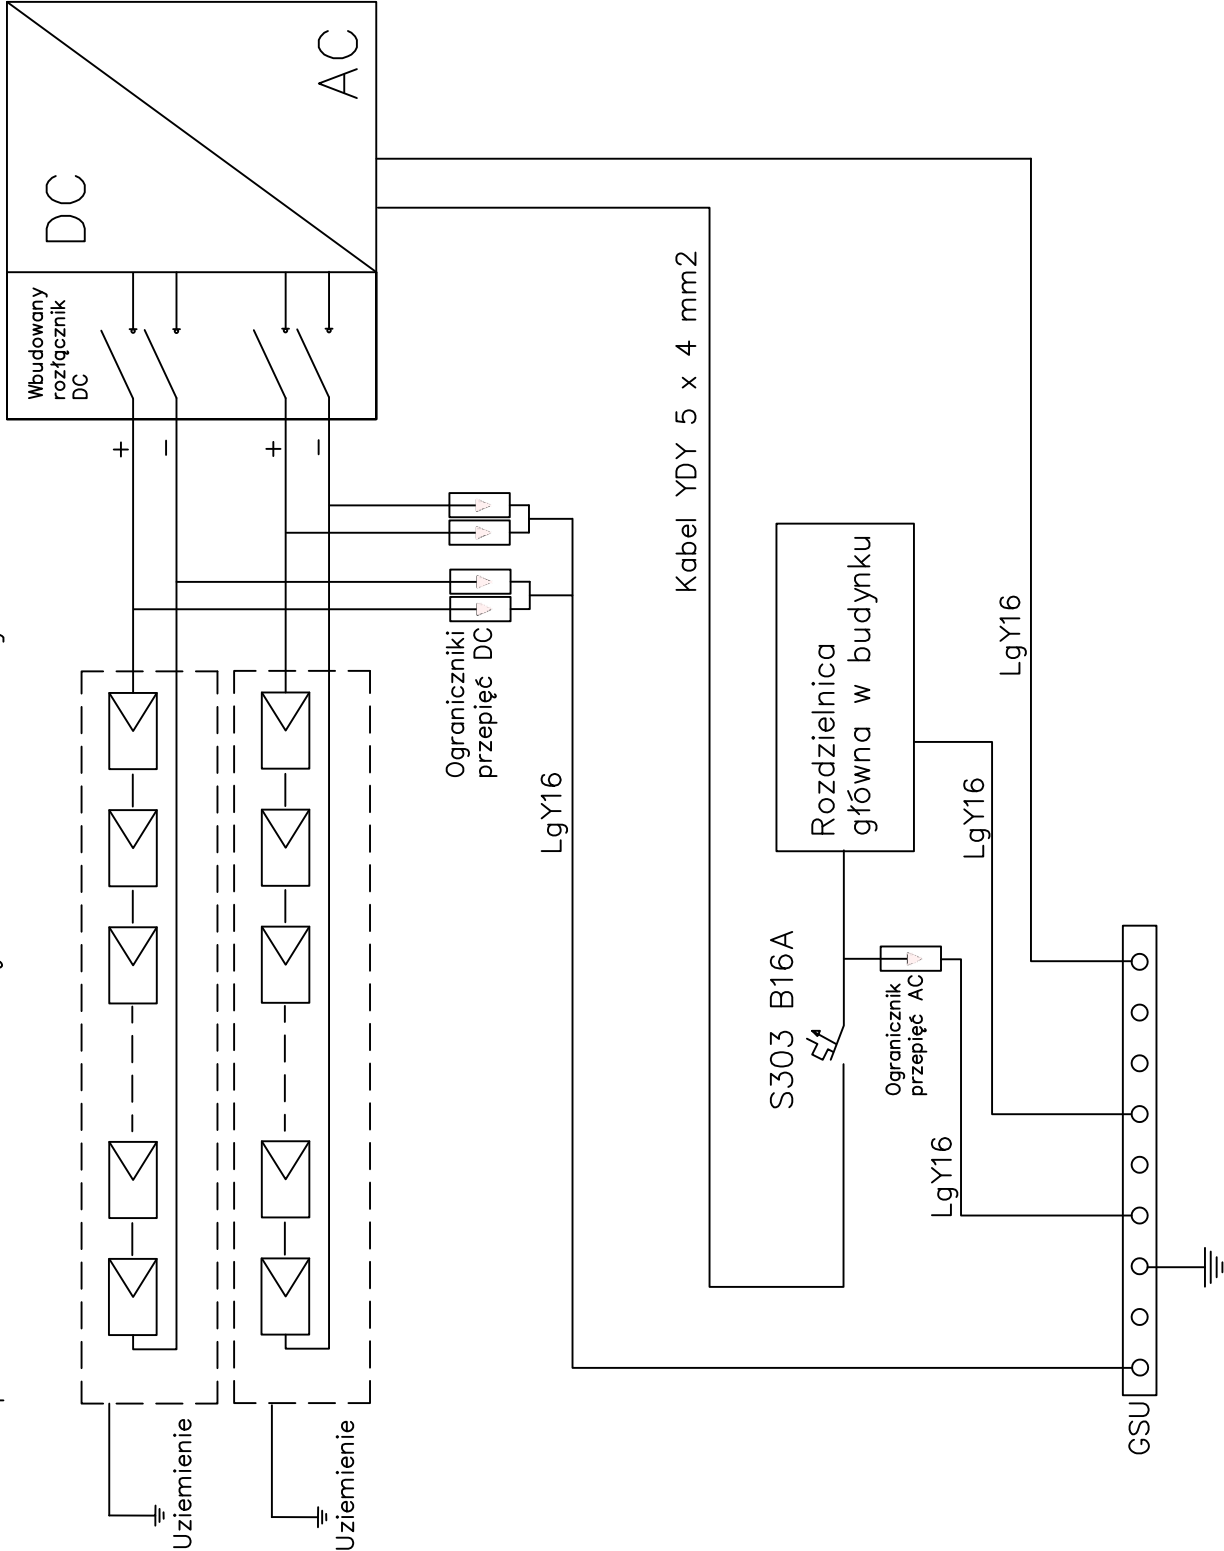 Uziemienie
Uziemienie
+
-
+
-
Wbudowany
rozłącznik
DC
DC
AC
Ograniczniki
przepięć DC
LgY16
Kabel YDY 5 x 4 mm2
S303 B16A
Rozdzielnica
główna w budynku
Ogranicznik
przepięć AC
LgY16
LgY16
LgY16
GSU